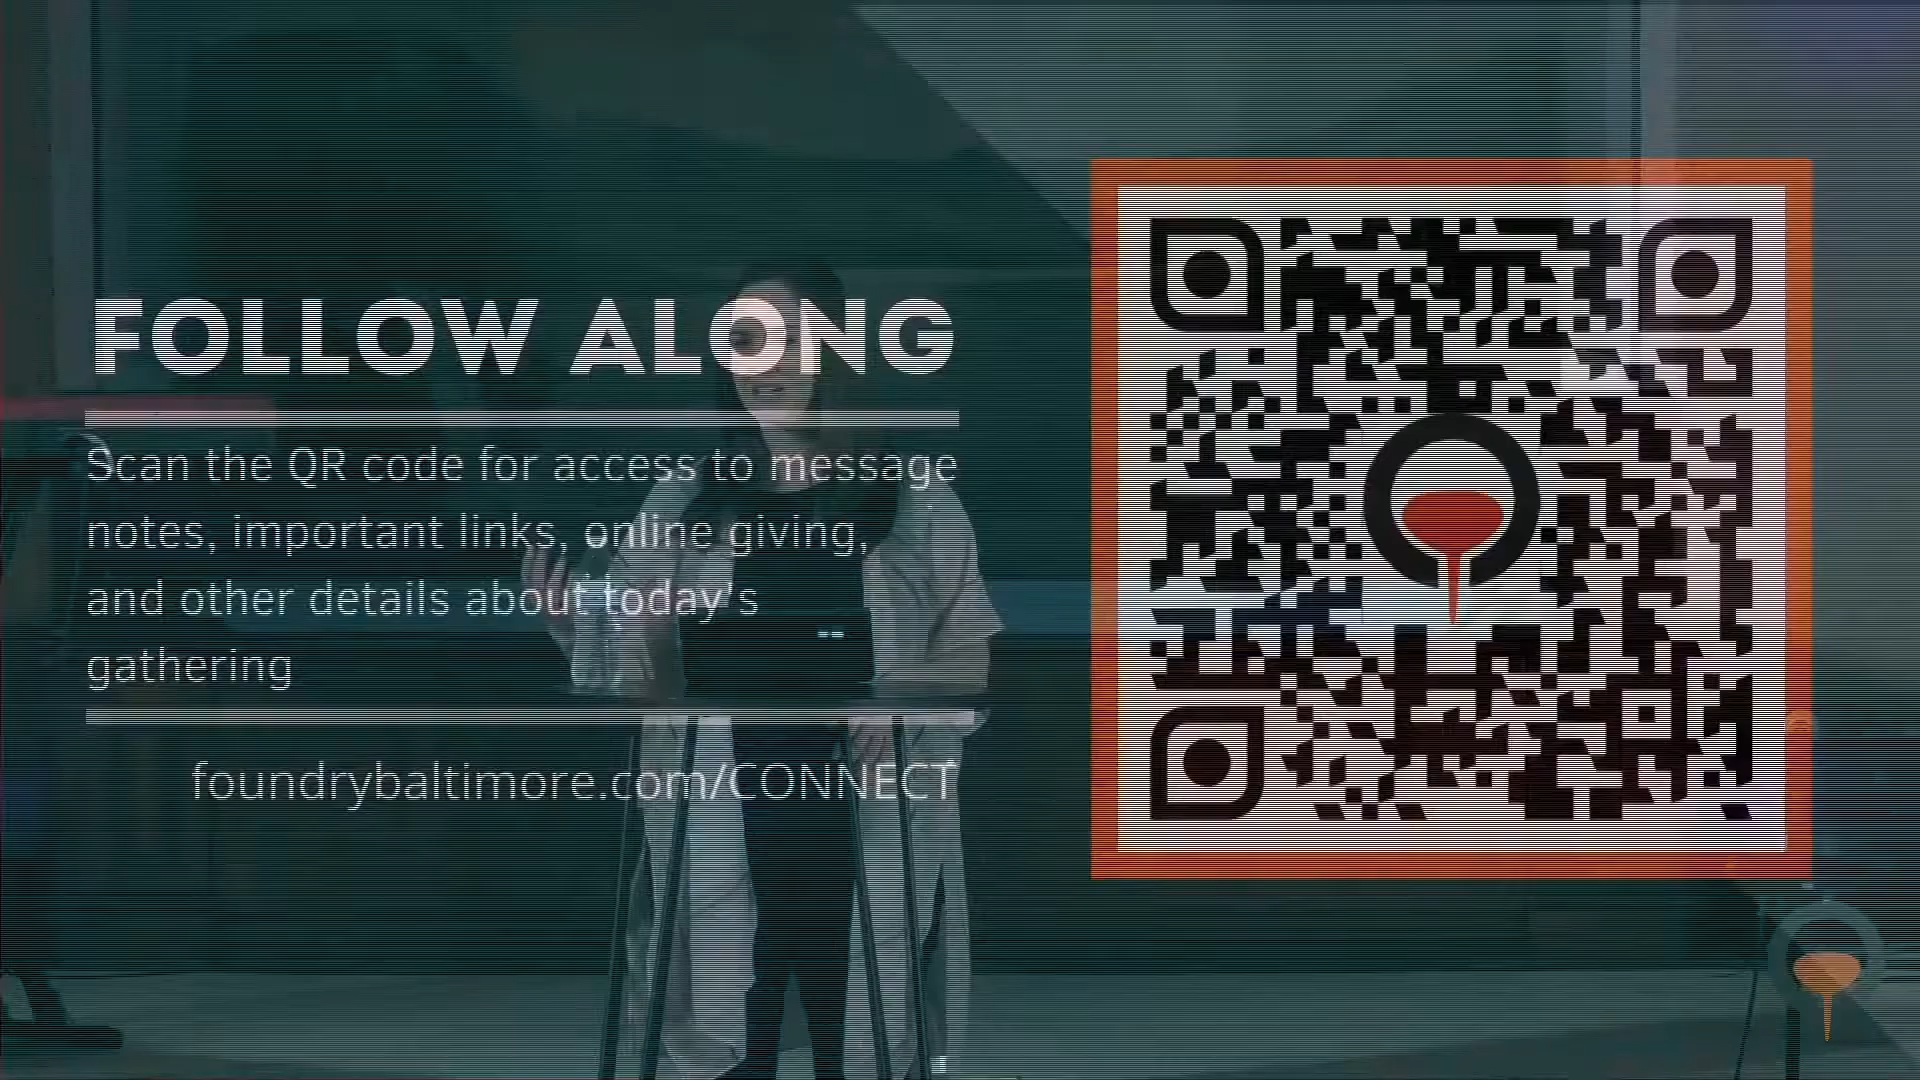 FOLLOW ALONG
Scan the QR code for access to message
notes, important links, online giving,
and other details about today's
gathering
foundrybaltimore.com/CONNECT